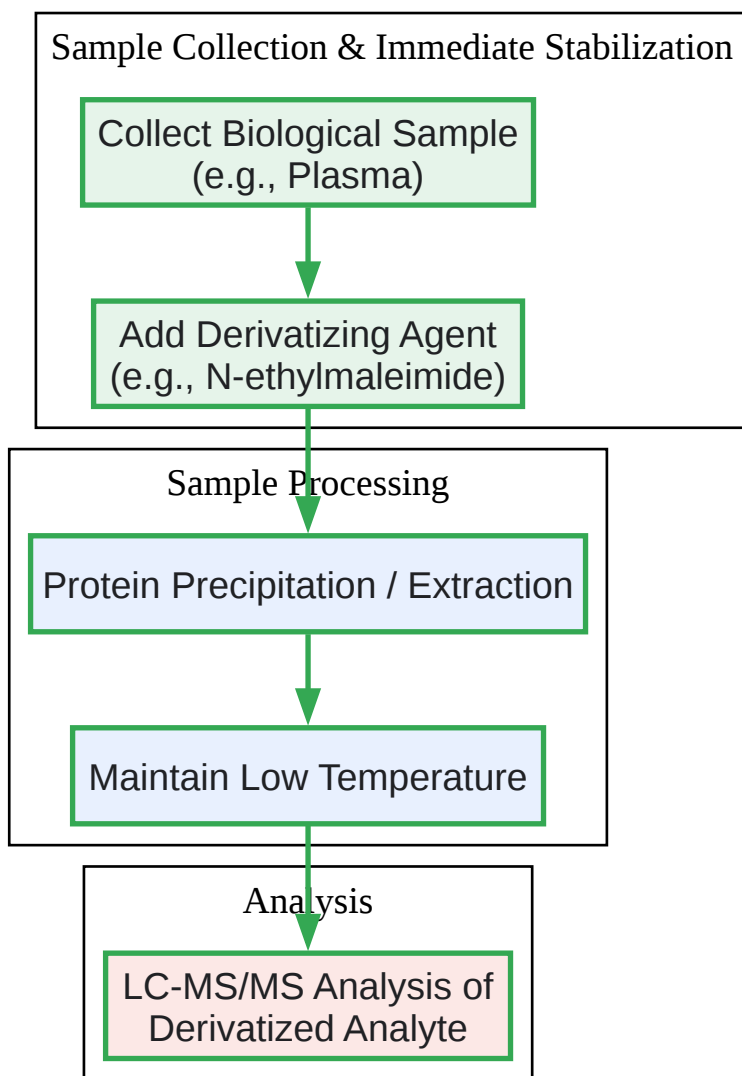 Sample Collection & Immediate Stabilization
Collect Biological Sample
(e.g., Plasma)
Add Derivatizing Agent
(e.g., N-ethylmaleimide)
Sample Processing
Protein Precipitation / Extraction
Maintain Low Temperature
Analysis
LC-MS/MS Analysis of
Derivatized Analyte